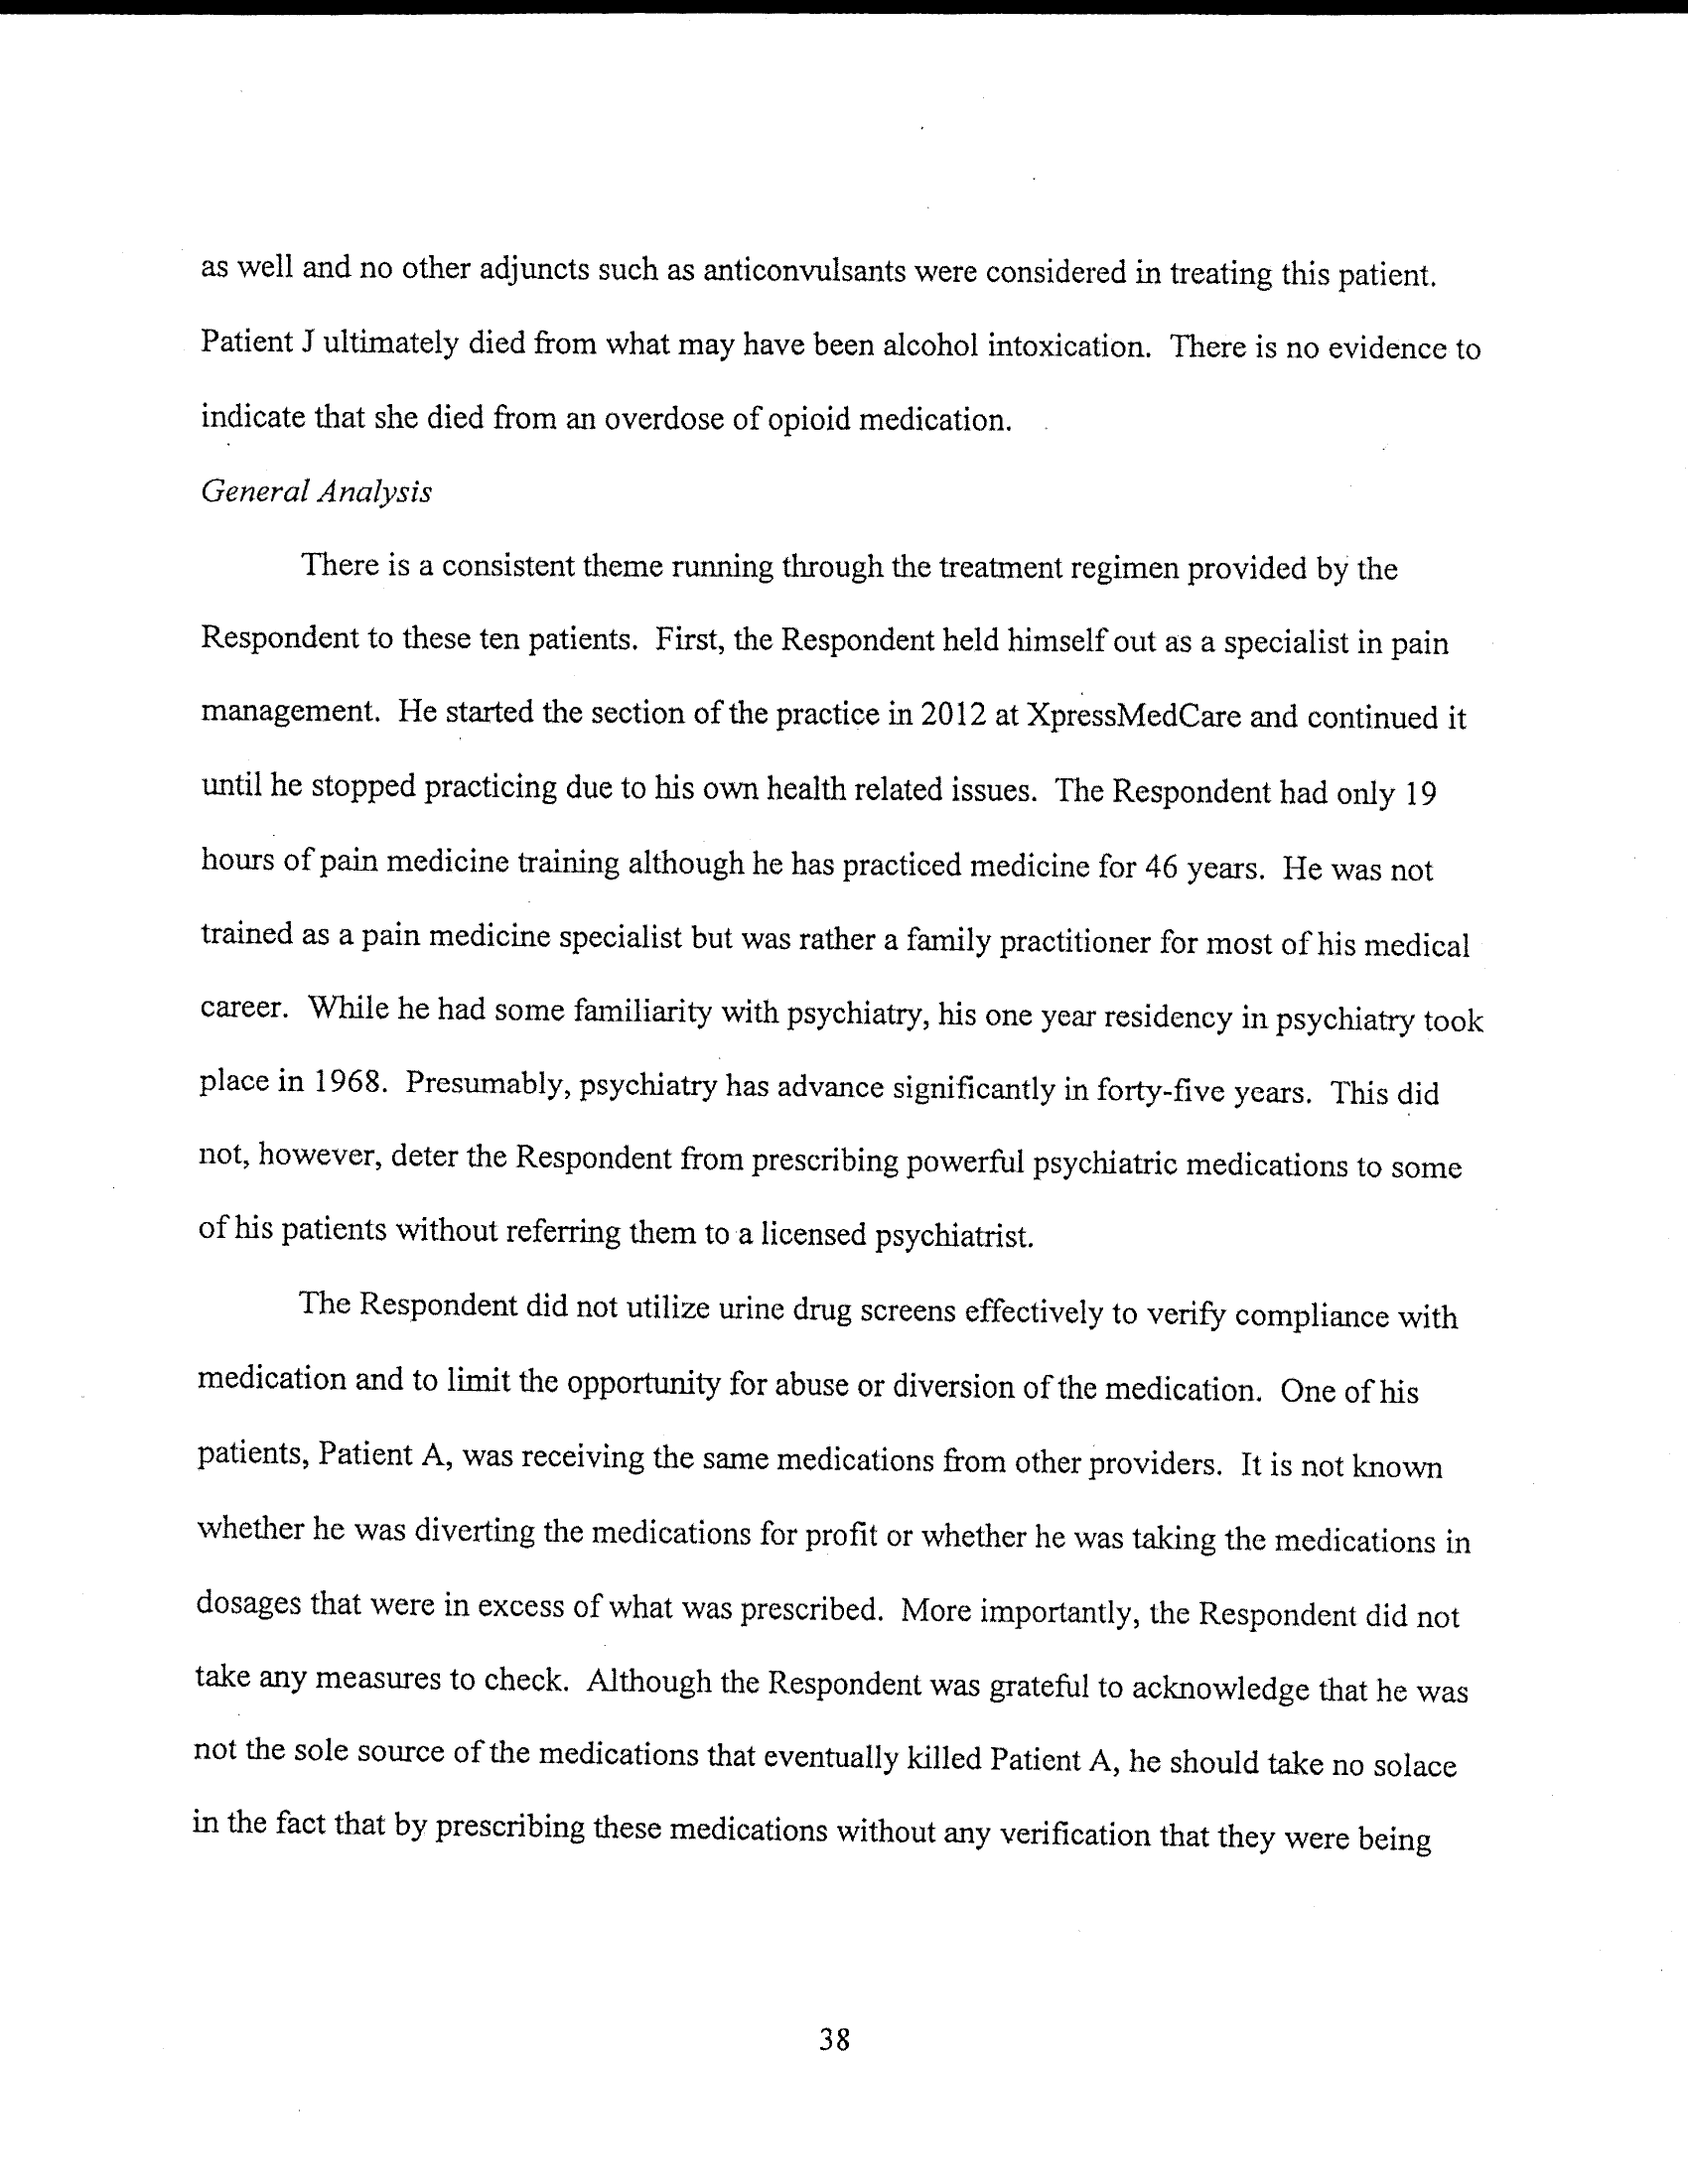 as well and no other adjuncts such as anticonvulsants were considered in treating this patient.
Patient J ultimately died from what may have been alcohol intoxication.  There is no evidence to
indicate that she died from an overdose of opioid medication.
General Analysis
There is a consistent theme running through the treatment regimen provided by the
Respondent to these ten patients.  First, the Respondent held himself out as a specialist in pain
management.  He started the section of the practice in 2012 at XpressMedCare and continued it
until he stopped practicing due to his own health related issues.  The Respondent had only 19
hours of pain medicine training although he has practiced medicine for 46 years.  He was not
trained as a pain medicine specialist but was rather a family practitioner for most of his medical
career.  While he had some familiarity with psychiatry, his one year residency in psychiatry took
place in 1968.  Presumably, psychiatry has advance significantly in forty-five years.  This did
not, however, deter the Respondent from prescribing powerful psychiatric medications to some
of his patients without referring them to a licensed psychiatrist.
The Respondent did not utilize urine drug screens effectively to verify compliance with
medication and to limit the opportunity for abuse or diversion of the medication.  One of his
patients, Patient A, was receiving the same medications from other providers.  It is not known
whether he was diverting the medications for profit or whether he was taking the medications in
dosages that were in excess of what was prescribed.  More importantly, the Respondent did not
take any measures to check.  Although the Respondent was grateful to acknowledge that he was
not the sole source of the medications that eventually killed Patient A, he should take no solace
in the fact that by prescribing these medications without any verification that they were being
38